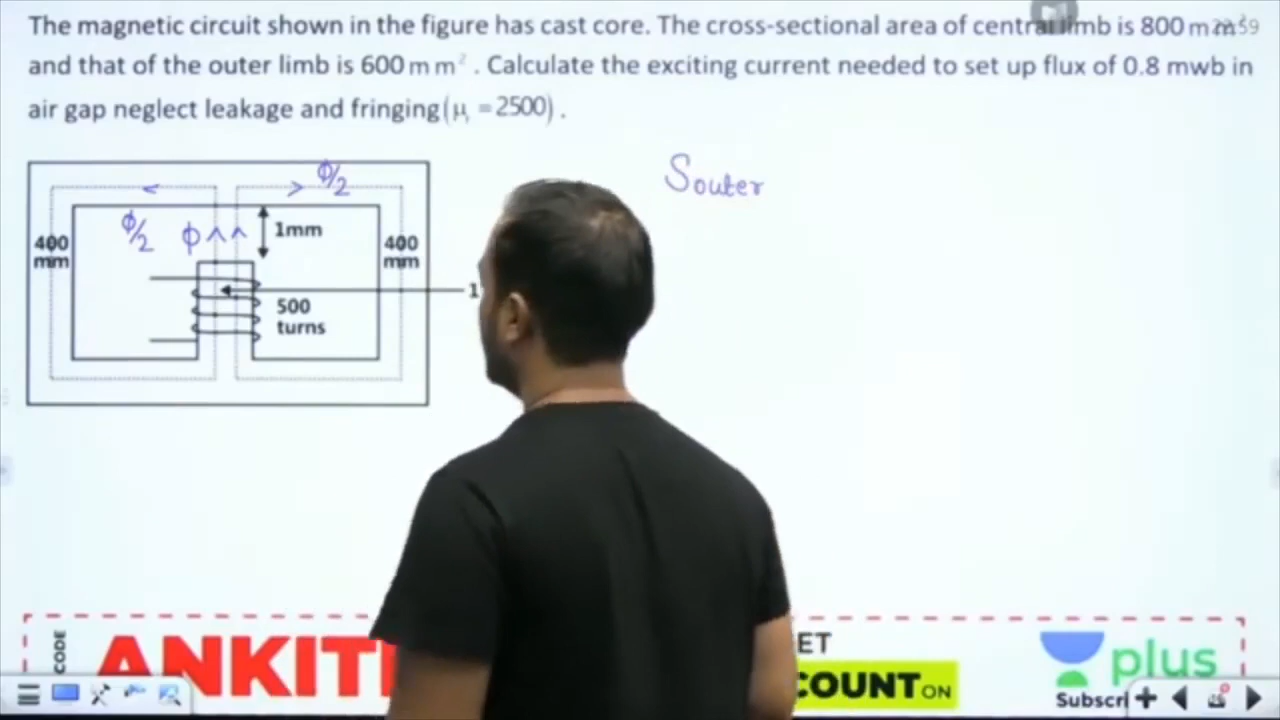 The magnetic circuit shown in the figure has cast core. The cross-sectional area of central limb is 800 mm²
and that of the outer limb is 600 mm². Calculate the exciting current needed to set up flux of 0.8 mwb in
air gap neglect leakage and fringing (μᵣ = 2500).
Souter
ϕ/2
ϕ/2
ϕ
1mm
400
mm
400
mm
1
500
turns
CODE
ANKIT
ET
COUNT ON
plus
Subscri